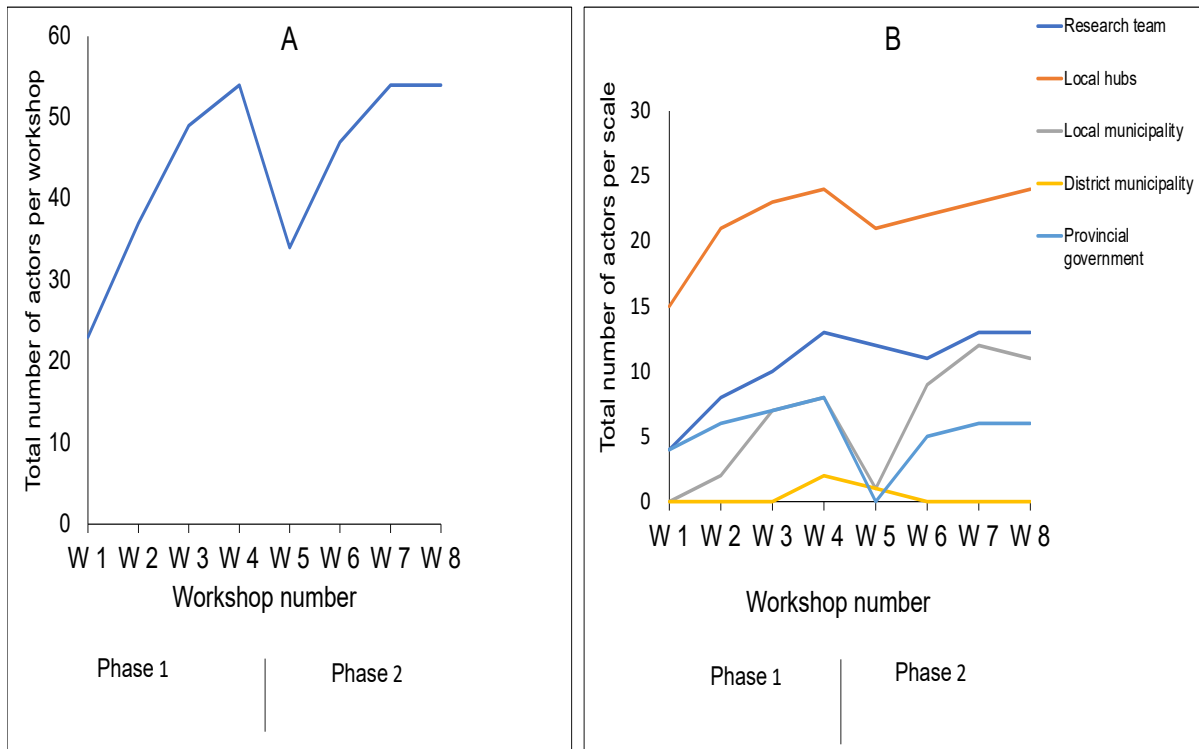 A
Total number of actors per workshop
60
50
40
30
20
10
0
W 1 W 2 W 3 W 4 W 5 W 6 W 7 W 8
Workshop number
Phase 1
Phase 2
B
Research team
Local hubs
Local municipality
District municipality
Provincial
government
Total number of actors per scale
30
25
20
15
10
5
0
W 1 W 2 W 3 W 4 W 5 W 6 W 7 W 8
Workshop number
Phase 1
Phase 2